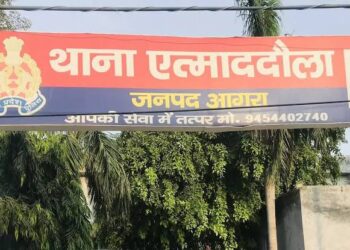 थाना एत्माददौला
जनपद आगरा
आपकी सेवा में तत्पर मो. 9454402740